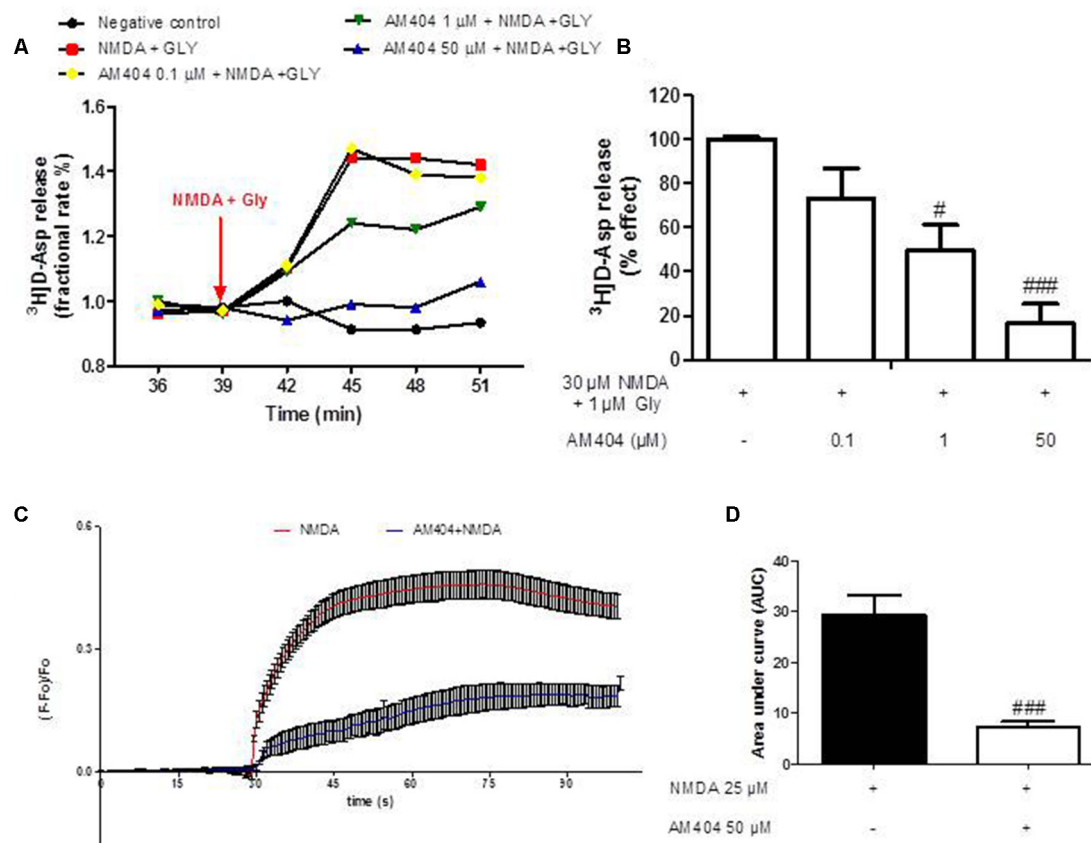 A
Negative control
NMDA + GLY
AM404 0.1 µM + NMDA +GLY
AM404 1 µM + NMDA +GLY
AM404 50 µM + NMDA +GLY
³H]D-Asp release
(fractional rate %)
1.6
1.4
1.2
1.0
0.8
NMDA + Gly
36 39 42 45 48 51
Time (min)
B
³H]D-Asp release
(% effect)
120
100
80
60
40
20
0
#
###
30 µM NMDA
+ 1µM Gly
+ + + +
AM404 (µM) - 0.1 1 50
C
NMDA
AM404+NMDA
(F-Fo)/Fo
0.6
0.3
0.0
0 15 30 45 60 75 90
time (s)
D
Area under curve (AUC)
40
30
20
10
0
###
NMDA 25 µM + +
AM404 50 µM - +